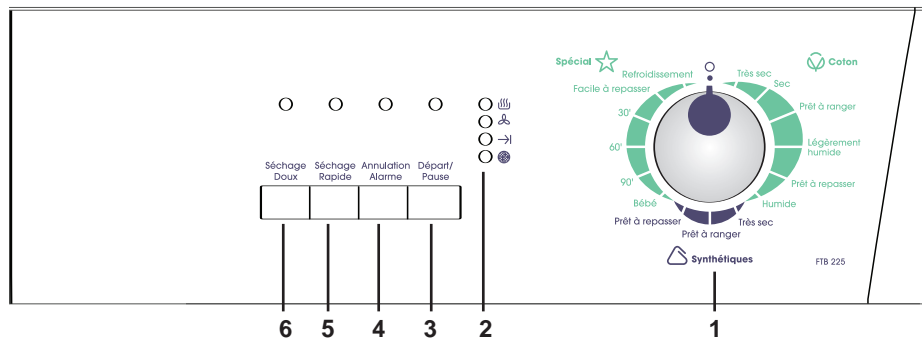 Spécial
Coton
Refroidissement
Très sec
Facile à repasser
Sec
30'
Prêt à ranger
60'
Légèrement
humide
90'
Prêt à repasser
Bébé
Humide
Prêt à repasser
Très sec
Prêt à ranger
Synthétiques
FTB 225
Séchage
Doux
Séchage
Rapide
Annulation
Alarme
Départ/
Pause
6
5
4
3
2
1